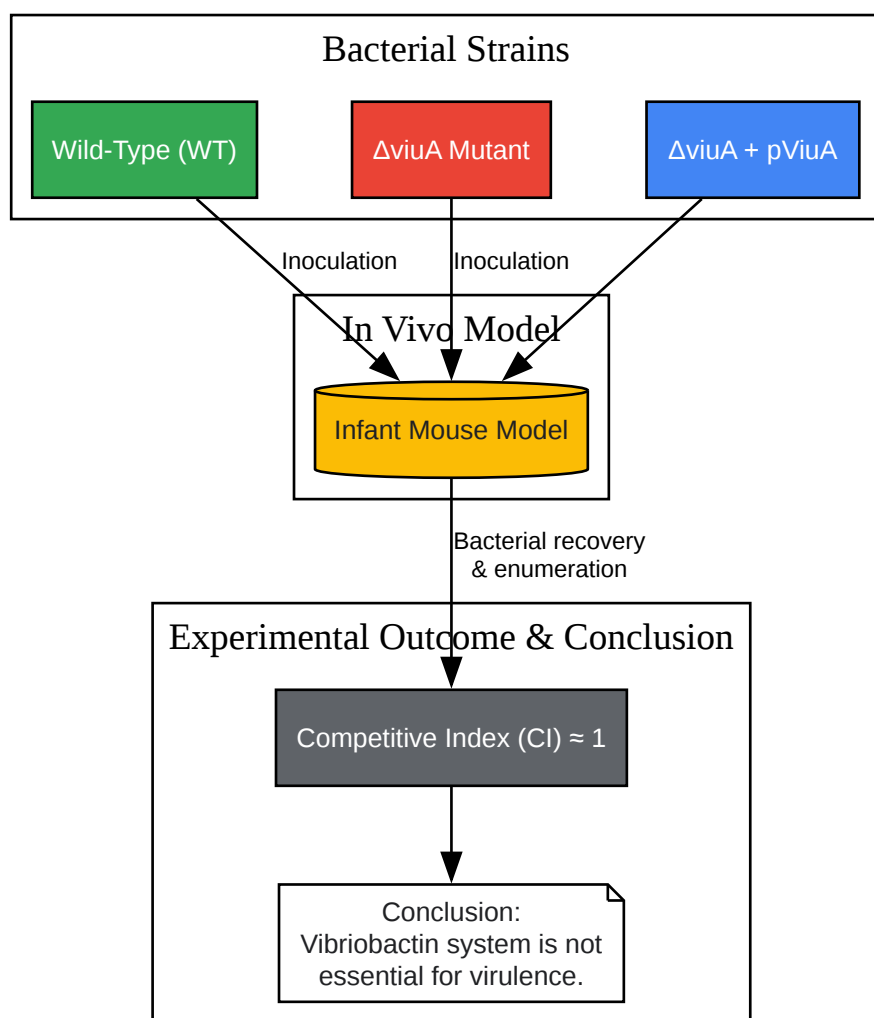 Bacterial Strains
Wild-Type (WT)
ΔviuA Mutant
ΔviuA + pViuA
Inoculation
Inoculation
In Vivo Model
Infant Mouse Model
Bacterial recovery
& enumeration
Experimental Outcome & Conclusion
Competitive Index (CI) ≈ 1
Conclusion:
Vibriobactin system is not
essential for virulence.